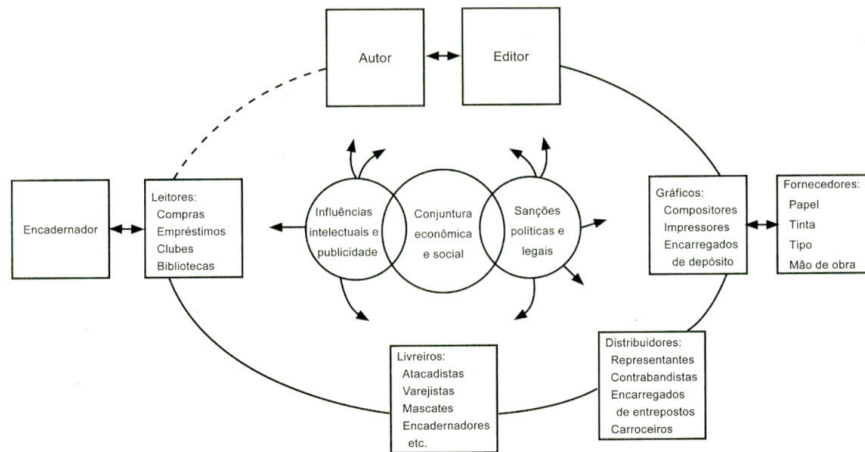 Autor
Editor
Encadernador
Leitores:
Compras
Empréstimos
Clubes
Bibliotecas
Influências
intelectuais e
publicidade
Conjuntura
econômica
e social
Sanções
políticas e
legais
Gráficos:
Compositores
Impressores
Encarregados
de depósito
Fornecedores:
Papel
Tinta
Tipo
Mão de obra
Livreiros:
Atacadistas
Varejistas
Mascates
Encadernadores
etc.
Distribuidores:
Representantes
Contrabandistas
Encarregados
de entrepostos
Carroceiros